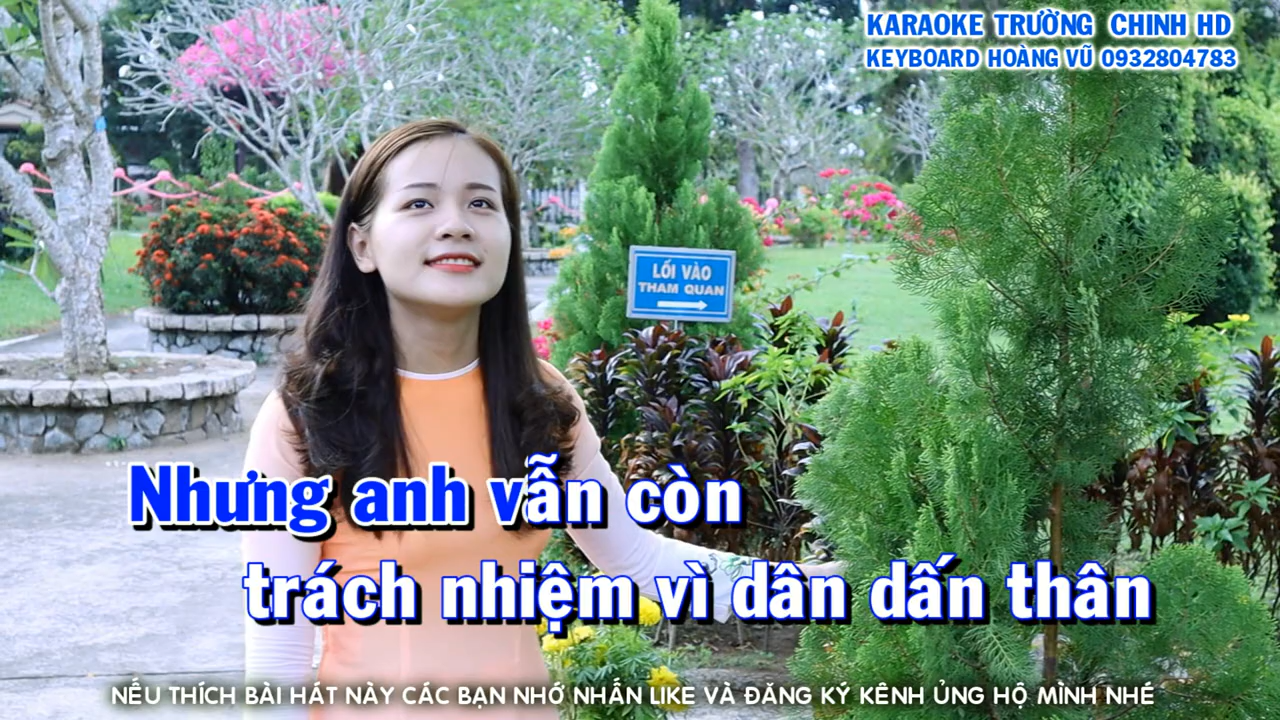 KARAOKE TRƯỜNG CHINH HD
KEYBOARD HOÀNG VŨ 0932804783
LỐI VÀO
THAM QUAN
Nhưng anh vẫn còn
trách nhiệm vì dân dấn thân
NẾU THÍCH BÀI HÁT NÀY CÁC BẠN NHỚ NHẤN LIKE VÀ ĐĂNG KÝ KÊNH ỦNG HỘ MÌNH NHÉ